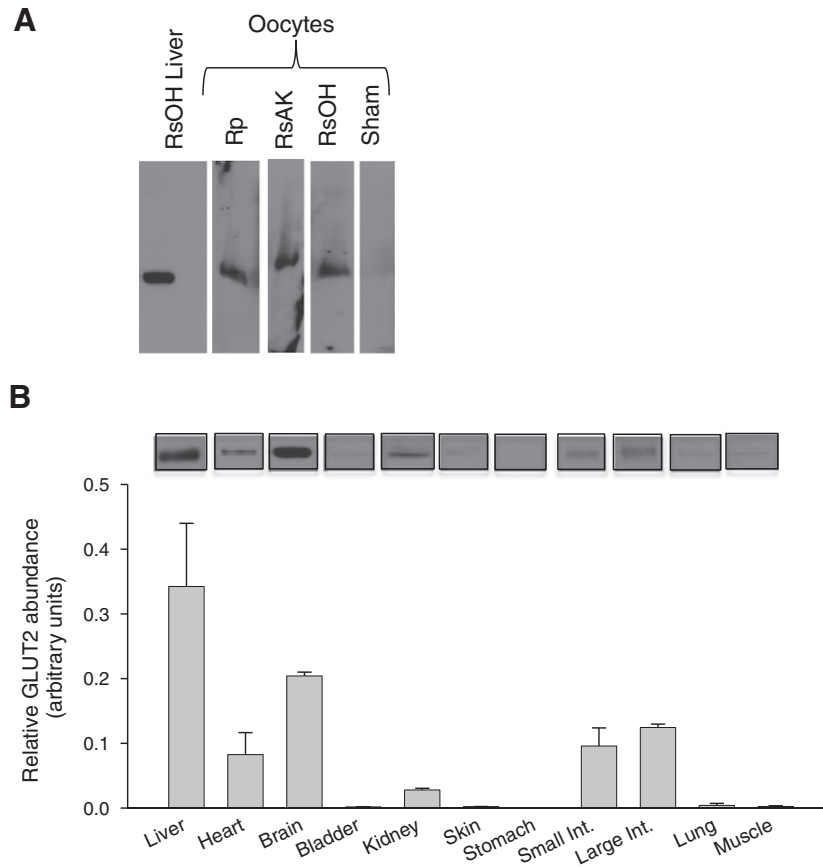 A
Oocytes
RsOH Liver
Rp
RsAK
RsOH
Sham
B
Relative GLUT2 abundance
(arbitrary units)
0.5
0.4
0.3
0.2
0.1
0.0
Liver
Heart
Brain
Bladder
Kidney
Skin
Stomach
Small Int.
Large Int.
Lung
Muscle